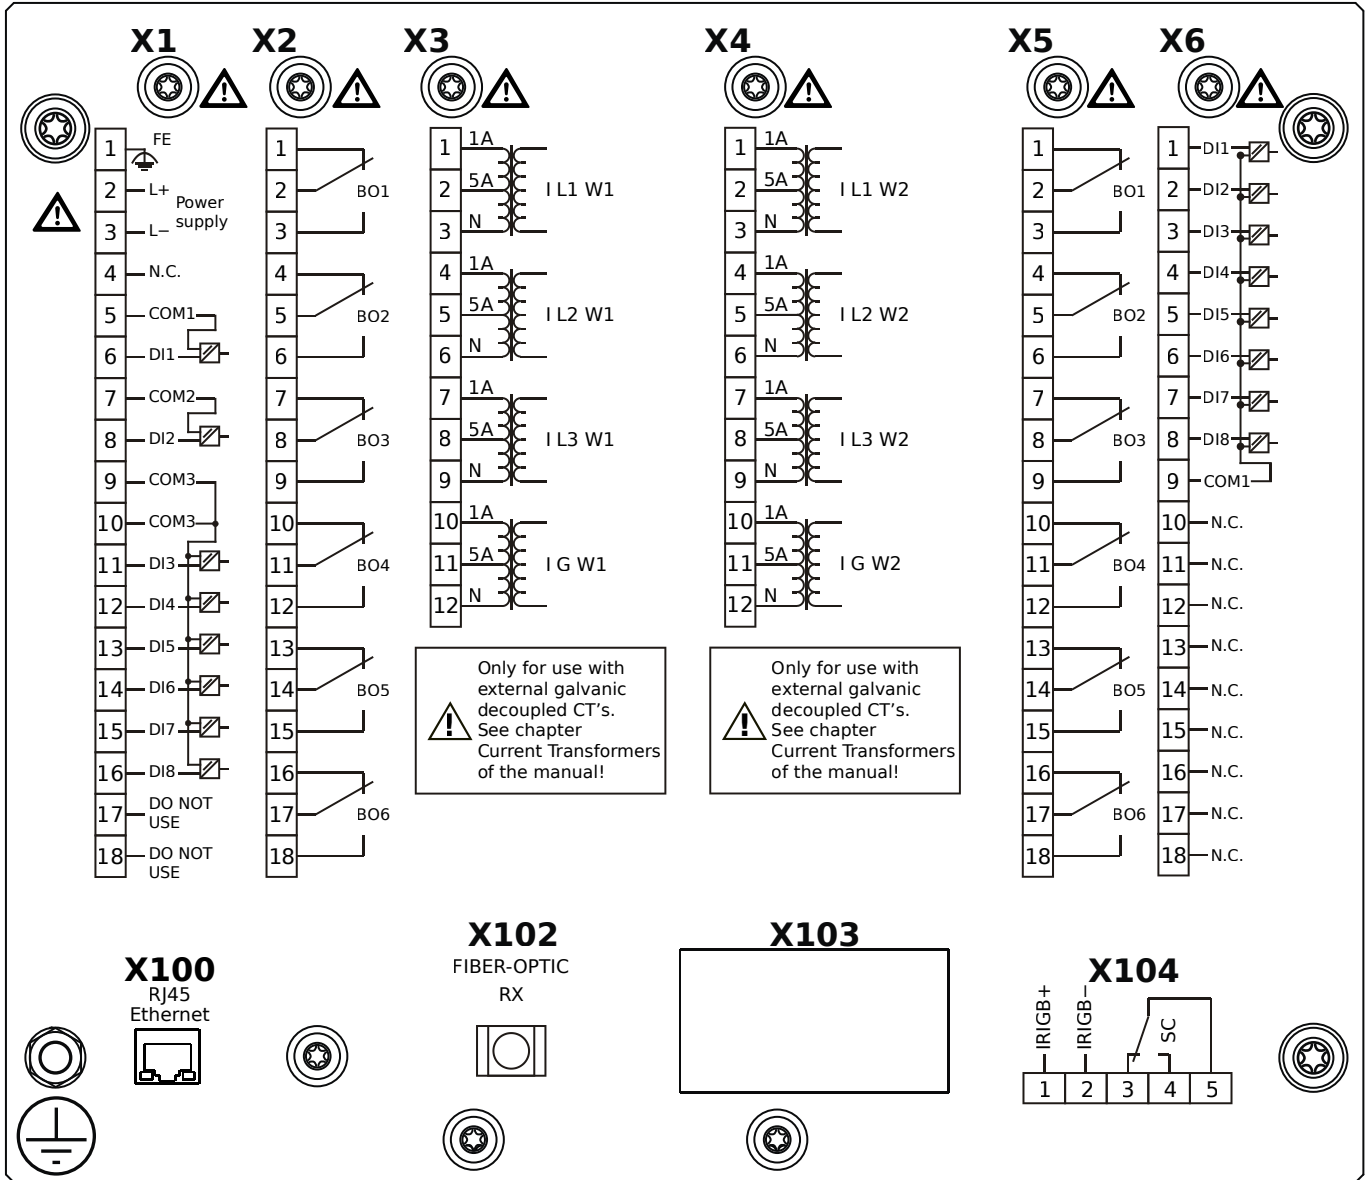 X1
X2
X3
X4
X5
X6
1 FE
2 L+
Power
supply
3 L−
4 N.C.
5 COM1
6 DI1
7 COM2
8 DI2
9 COM3
10 COM3
11 DI3
12 DI4
13 DI5
14 DI6
15 DI7
16 DI8
17 DO NOT
USE
18 DO NOT
USE
1
2 BO1
3
4
5 BO2
6
7
8 BO3
9
10
11 BO4
12
13
14 BO5
15
16
17 BO6
18
1 1A
2 5A I L1 W1
3 N
4 1A
5 5A I L2 W1
6 N
7 1A
8 5A I L3 W1
9 N
10 1A
11 5A I G W1
12 N
Only for use with
external galvanic
decoupled CT's.
See chapter
Current Transformers
of the manual!
1 1A
2 5A I L1 W2
3 N
4 1A
5 5A I L2 W2
6 N
7 1A
8 5A I L3 W2
9 N
10 1A
11 5A I G W2
12 N
Only for use with
external galvanic
decoupled CT's.
See chapter
Current Transformers
of the manual!
1
2 BO1
3
4
5 BO2
6
7
8 BO3
9
10
11 BO4
12
13
14 BO5
15
16
17 BO6
18
1 DI1
2 DI2
3 DI3
4 DI4
5 DI5
6 DI6
7 DI7
8 DI8
9 COM1
10 N.C.
11 N.C.
12 N.C.
13 N.C.
14 N.C.
15 N.C.
16 N.C.
17 N.C.
18 N.C.
X100
RJ45
Ethernet
X102
FIBER-OPTIC
RX
X103
X104
IRIGB+
IRIGB−
SC
1 2 3 4 5